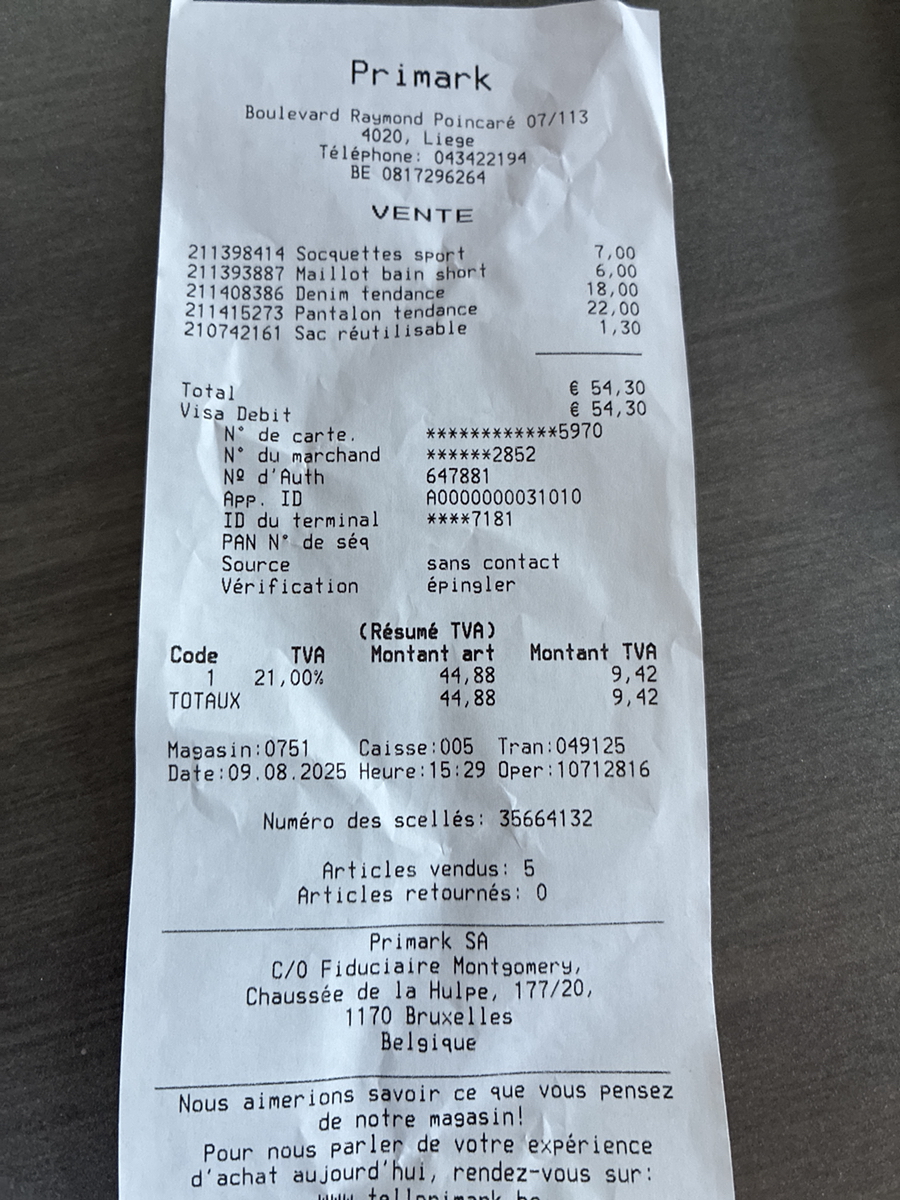 Primark
Boulevard Raymond Poincaré 07/113
4020, Liege
Téléphone: 043422194
BE 0817296264
VENTE
211398414 Socquettes sport 7,00
211393887 Maillot bain short 6,00
211408386 Denim tendance 18,00
211415273 Pantalon tendance 22,00
210742161 Sac réutilisable 1,30
Total € 54,30
Visa Debit € 54,30
N° de carte. ************5970
N° du marchand ******2852
Nº d'Auth 647881
App. ID A0000000031010
ID du terminal ****7181
PAN N° de séq
Source sans contact
Vérification épingler
(Résumé TVA)
Code TVA Montant art Montant TVA
1 21,00% 44,88 9,42
TOTAUX 44,88 9,42
Magasin:0751 Caisse:005 Tran:049125
Date:09.08.2025 Heure:15:29 Oper:10712816
Numéro des scellés: 35664132
Articles vendus: 5
Articles retournés: 0
Primark SA
C/O Fiduciaire Montgomery,
Chaussée de la Hulpe, 177/20,
1170 Bruxelles
Belgique
Nous aimerions savoir ce que vous pensez
de notre magasin!
Pour nous parler de votre expérience
d'achat aujourd'hui, rendez-vous sur: